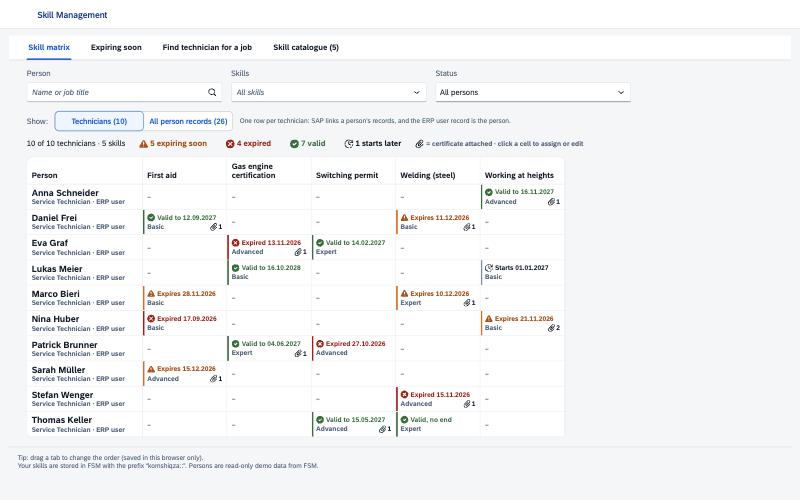 Skill Management
Skill matrix Expiring soon Find technician for a job Skill catalogue (5)
Person Skills Status
Name or job title All skills All persons
Show: Technicians (10) All person records (26) One row per technician: SAP links a person's records, and the ERP user record is the person.
10 of 10 technicians · 5 skills 5 expiring soon 4 expired 7 valid 1 starts later = certificate attached · click a cell to assign or edit
Person First aid Gas engine certification Switching permit Welding (steel) Working at heights
Anna Schneider – – – – Valid to 16.11.2027
Service Technician · ERP user Advanced 1
Daniel Frei Valid to 12.09.2027 – – Expires 11.12.2026 –
Service Technician · ERP user Basic 1 Basic 1
Eva Graf – Expired 13.11.2026 Valid to 14.02.2027 – –
Service Technician · ERP user Advanced 1 Expert
Lukas Meier – Valid to 16.10.2028 – – Starts 01.01.2027
Service Technician · ERP user Basic Basic
Marco Bieri Expires 28.11.2026 – – Expires 10.12.2026 –
Service Technician · ERP user Basic Expert 1
Nina Huber Expired 17.09.2026 – – – Expires 21.11.2026
Service Technician · ERP user Basic Basic 2
Patrick Brunner – Valid to 04.06.2027 Expired 27.10.2026 – –
Service Technician · ERP user Expert 1 Advanced
Sarah Müller Expires 15.12.2026 – – – –
Service Technician · ERP user Advanced 1
Stefan Wenger – – – Expired 15.11.2026 –
Service Technician · ERP user Advanced 1
Thomas Keller – – Valid to 15.05.2027 Valid, no end –
Service Technician · ERP user Advanced 1 Expert
Tip: drag a tab to change the order (saved in this browser only).
Your skills are stored in FSM with the prefix "komshiqza::". Persons are read-only demo data from FSM.